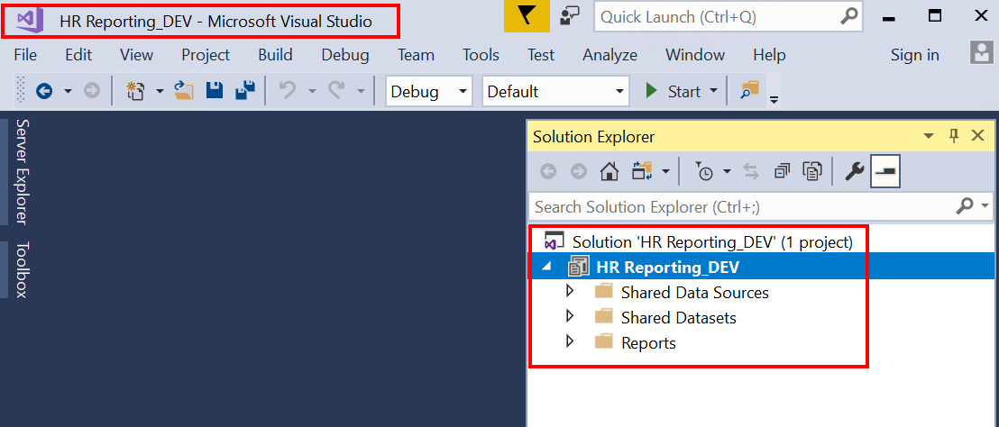 HR Reporting_DEV - Microsoft Visual Studio
Quick Launch (Ctrl+Q)
File Edit View Project Build Debug Team Tools Test Analyze Window Help Sign in
Debug Default Start
Server Explorer
Toolbox
Solution Explorer
Search Solution Explorer (Ctrl+;)
Solution 'HR Reporting_DEV' (1 project)
HR Reporting_DEV
Shared Data Sources
Shared Datasets
Reports